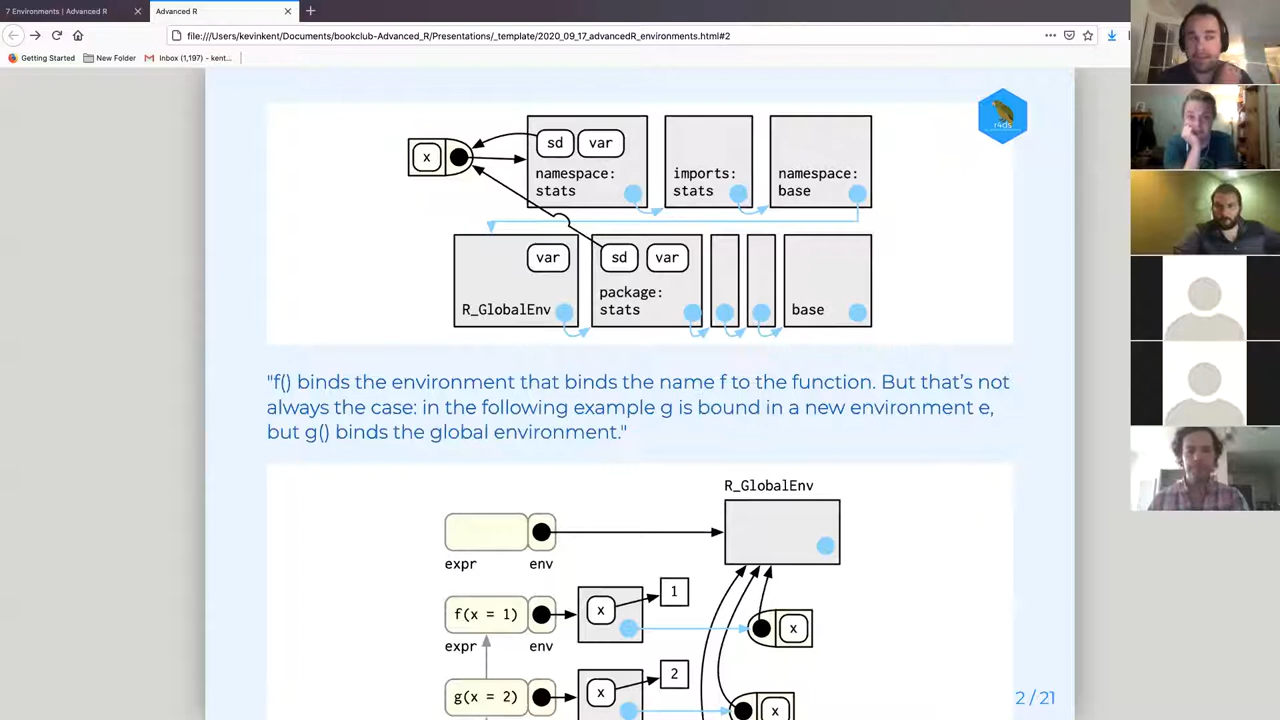 7 Environments | Advanced R
Advanced R
file:///Users/kevinkent/Documents/bookclub-Advanced_R/Presentations/_template/2020_09_17_advancedR_environments.html#2
Getting Started
New Folder
Inbox (1,197) - kent...
r4ds
x
sd
var
namespace:
stats
imports:
stats
namespace:
base
var
R_GlobalEnv
sd
var
package:
stats
base
"f() binds the environment that binds the name f to the function. But that's not
always the case: in the following example g is bound in a new environment e,
but g() binds the global environment."
R_GlobalEnv
expr
env
f(x = 1)
x
1
x
expr
env
g(x = 2)
x
2
x
2 / 21